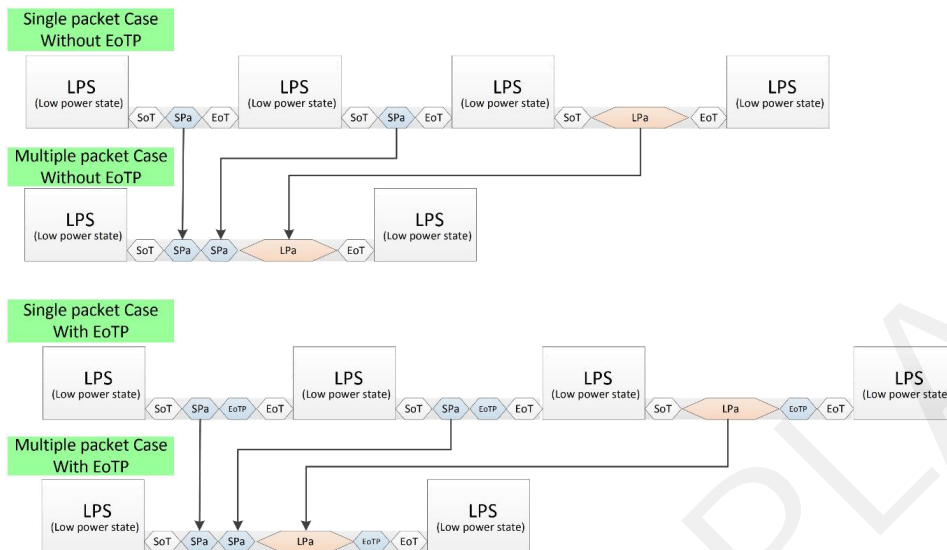 Single packet Case
Without EoTP
LPS
(Low power state)
SoT
SPa
EoT
LPS
(Low power state)
SoT
SPa
EoT
LPS
(Low power state)
SoT
LPa
EoT
LPS
(Low power state)
Multiple packet Case
Without EoTP
LPS
(Low power state)
SoT
SPa
SPa
LPa
EoT
LPS
(Low power state)
Single packet Case
With EoTP
LPS
(Low power state)
SoT
SPa
EoTP
EoT
LPS
(Low power state)
SoT
SPa
EoTP
EoT
LPS
(Low power state)
SoT
LPa
EoTP
EoT
LPS
(Low power state
Multiple packet Case
With EoTP
LPS
(Low power state)
SoT
SPa
SPa
LPa
EoTP
EoT
LPS
(Low power state)
PLA